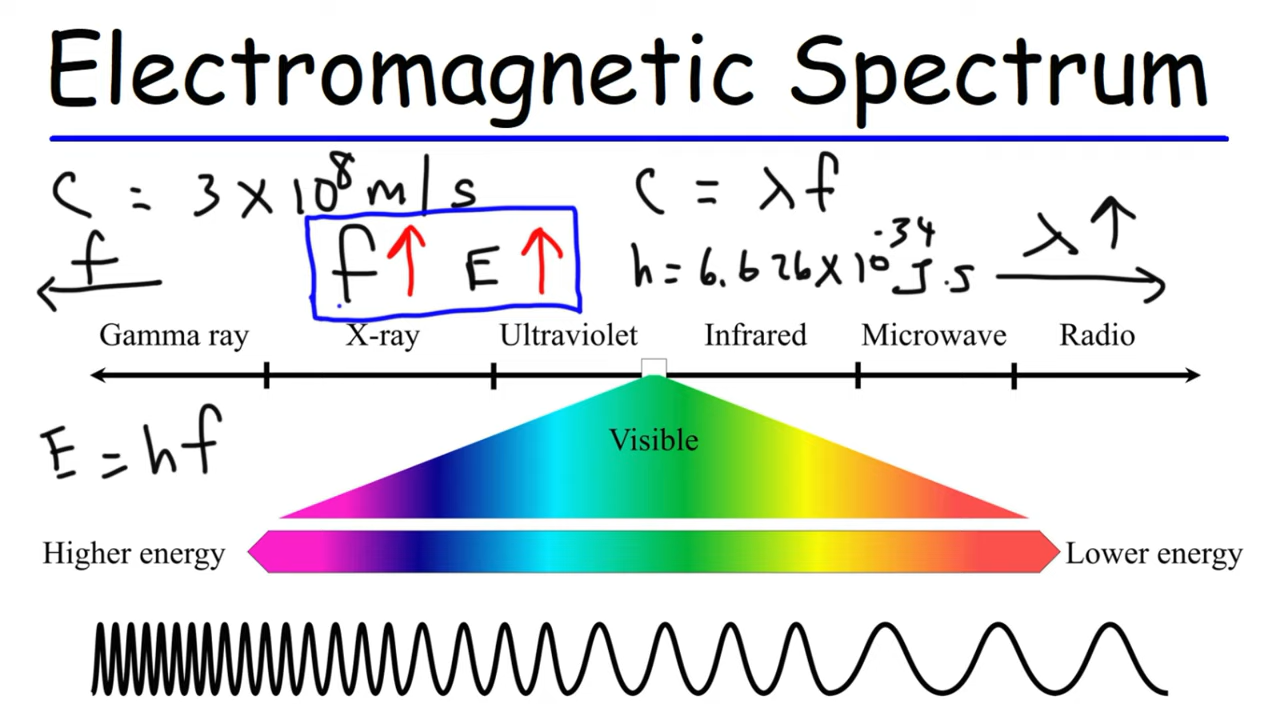 Electromagnetic Spectrum
C = 3 × 10⁸ m/s
C = λf
f
f↑ E↑
h = 6.626 × 10⁻³⁴ J·s
λ↑
Gamma ray X-ray Ultraviolet Infrared Microwave Radio
E = hf
Visible
Higher energy
Lower energy